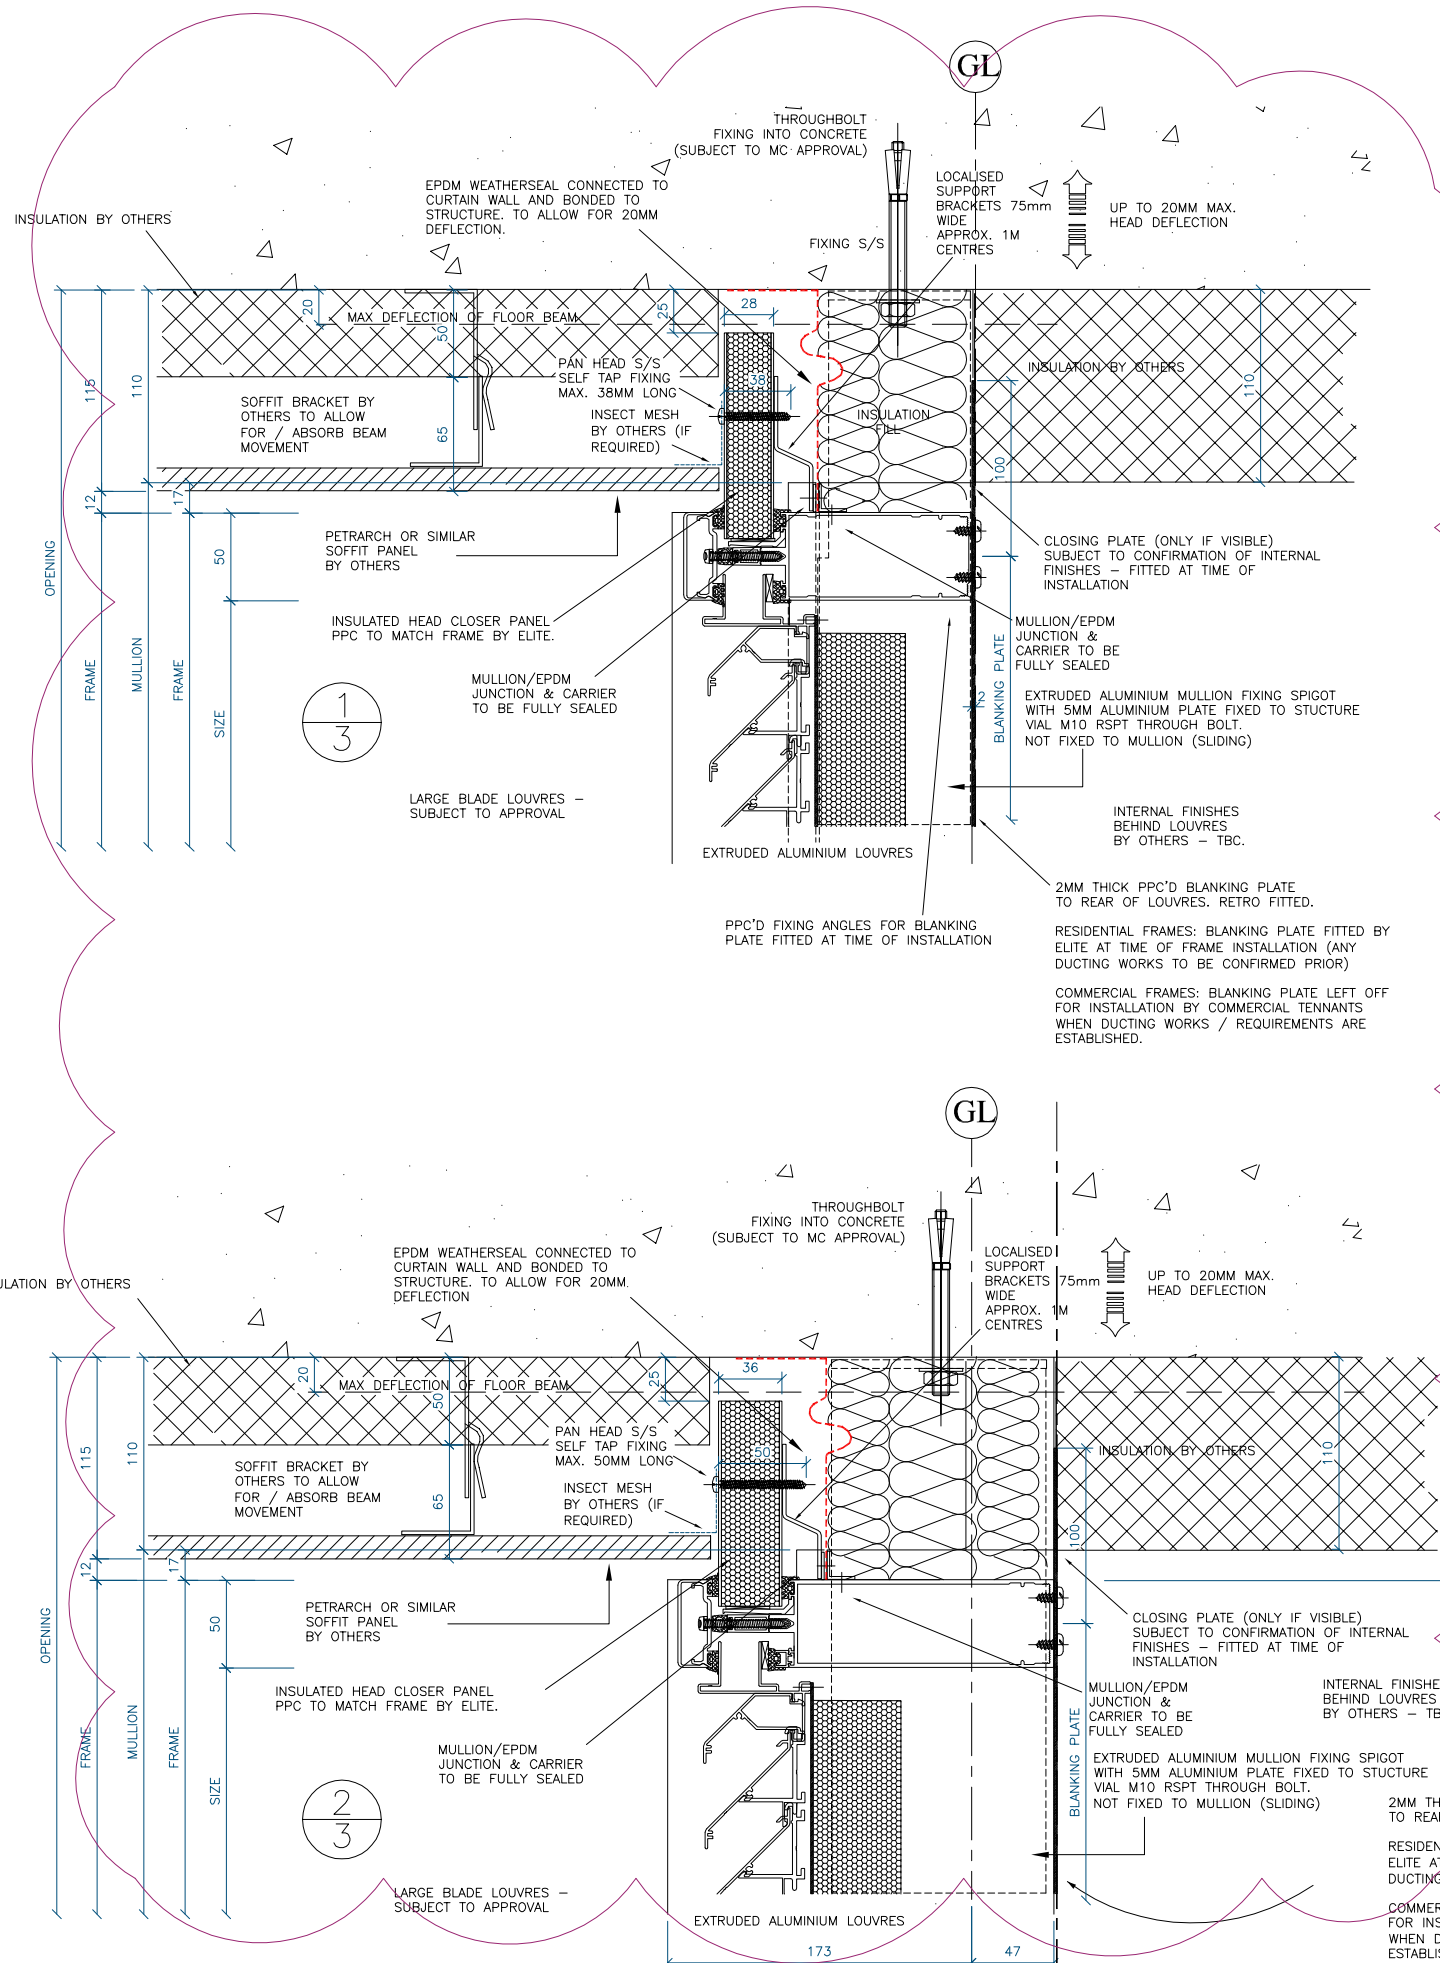 GL
THROUGHBOLT
FIXING INTO CONCRETE
(SUBJECT TO MC APPROVAL)
EPDM WEATHERSEAL CONNECTED TO
CURTAIN WALL AND BONDED TO
STRUCTURE. TO ALLOW FOR 20MM
DEFLECTION.
LOCALISED
SUPPORT
BRACKETS 75mm
WIDE
APPROX. 1M
CENTRES
UP TO 20MM MAX.
HEAD DEFLECTION
INSULATION BY OTHERS
FIXING S/S
20
MAX DEFLECTION OF FLOOR BEAM
50
25
28
PAN HEAD S/S
SELF TAP FIXING
MAX. 38MM LONG
38
INSULATION BY OTHERS
110
115
110
SOFFIT BRACKET BY
OTHERS TO ALLOW
FOR / ABSORB BEAM
MOVEMENT
65
INSECT MESH
BY OTHERS (IF
REQUIRED)
INSULATION
FILL
100
12
17
PETRARCH OR SIMILAR
SOFFIT PANEL
BY OTHERS
50
CLOSING PLATE (ONLY IF VISIBLE)
SUBJECT TO CONFIRMATION OF INTERNAL
FINISHES – FITTED AT TIME OF
INSTALLATION
OPENING
FRAME
MULLION
FRAME
SIZE
INSULATED HEAD CLOSER PANEL
PPC TO MATCH FRAME BY ELITE.
MULLION/EPDM
JUNCTION &
CARRIER TO BE
FULLY SEALED
MULLION/EPDM
JUNCTION & CARRIER
TO BE FULLY SEALED
BLANKING PLATE
2
EXTRUDED ALUMINIUM MULLION FIXING SPIGOT
WITH 5MM ALUMINIUM PLATE FIXED TO STUCTURE
VIAL M10 RSPT THROUGH BOLT.
NOT FIXED TO MULLION (SLIDING)
1
3
LARGE BLADE LOUVRES –
SUBJECT TO APPROVAL
INTERNAL FINISHES
BEHIND LOUVRES
BY OTHERS – TBC.
EXTRUDED ALUMINIUM LOUVRES
2MM THICK PPC'D BLANKING PLATE
TO REAR OF LOUVRES. RETRO FITTED.
PPC'D FIXING ANGLES FOR BLANKING
PLATE FITTED AT TIME OF INSTALLATION
RESIDENTIAL FRAMES: BLANKING PLATE FITTED BY
ELITE AT TIME OF FRAME INSTALLATION (ANY
DUCTING WORKS TO BE CONFIRMED PRIOR)
COMMERCIAL FRAMES: BLANKING PLATE LEFT OFF
FOR INSTALLATION BY COMMERCIAL TENNANTS
WHEN DUCTING WORKS / REQUIREMENTS ARE
ESTABLISHED.
GL
THROUGHBOLT
FIXING INTO CONCRETE
(SUBJECT TO MC APPROVAL)
EPDM WEATHERSEAL CONNECTED TO
CURTAIN WALL AND BONDED TO
STRUCTURE. TO ALLOW FOR 20MM
DEFLECTION
LOCALISED
SUPPORT
BRACKETS 75mm
WIDE
APPROX. 1M
CENTRES
UP TO 20MM MAX.
HEAD DEFLECTION
ULATION BY OTHERS
20
MAX DEFLECTION OF FLOOR BEAM
50
25
36
PAN HEAD S/S
SELF TAP FIXING
MAX. 50MM LONG
50
INSULATION BY OTHERS
110
115
110
SOFFIT BRACKET BY
OTHERS TO ALLOW
FOR / ABSORB BEAM
MOVEMENT
65
INSECT MESH
BY OTHERS (IF
REQUIRED)
100
12
17
PETRARCH OR SIMILAR
SOFFIT PANEL
BY OTHERS
50
CLOSING PLATE (ONLY IF VISIBLE)
SUBJECT TO CONFIRMATION OF INTERNAL
FINISHES – FITTED AT TIME OF
INSTALLATION
OPENING
FRAME
MULLION
FRAME
SIZE
INSULATED HEAD CLOSER PANEL
PPC TO MATCH FRAME BY ELITE.
MULLION/EPDM
JUNCTION &
CARRIER TO BE
FULLY SEALED
INTERNAL FINISHE
BEHIND LOUVRES
BY OTHERS – TB
MULLION/EPDM
JUNCTION & CARRIER
TO BE FULLY SEALED
BLANKING PLATE
EXTRUDED ALUMINIUM MULLION FIXING SPIGOT
WITH 5MM ALUMINIUM PLATE FIXED TO STUCTURE
VIAL M10 RSPT THROUGH BOLT.
NOT FIXED TO MULLION (SLIDING)
2
3
2MM TH
TO REA
RESIDEN
ELITE AT
DUCTING
LARGE BLADE LOUVRES –
SUBJECT TO APPROVAL
EXTRUDED ALUMINIUM LOUVRES
COMMER
FOR INS
WHEN D
ESTABLIS
173
47